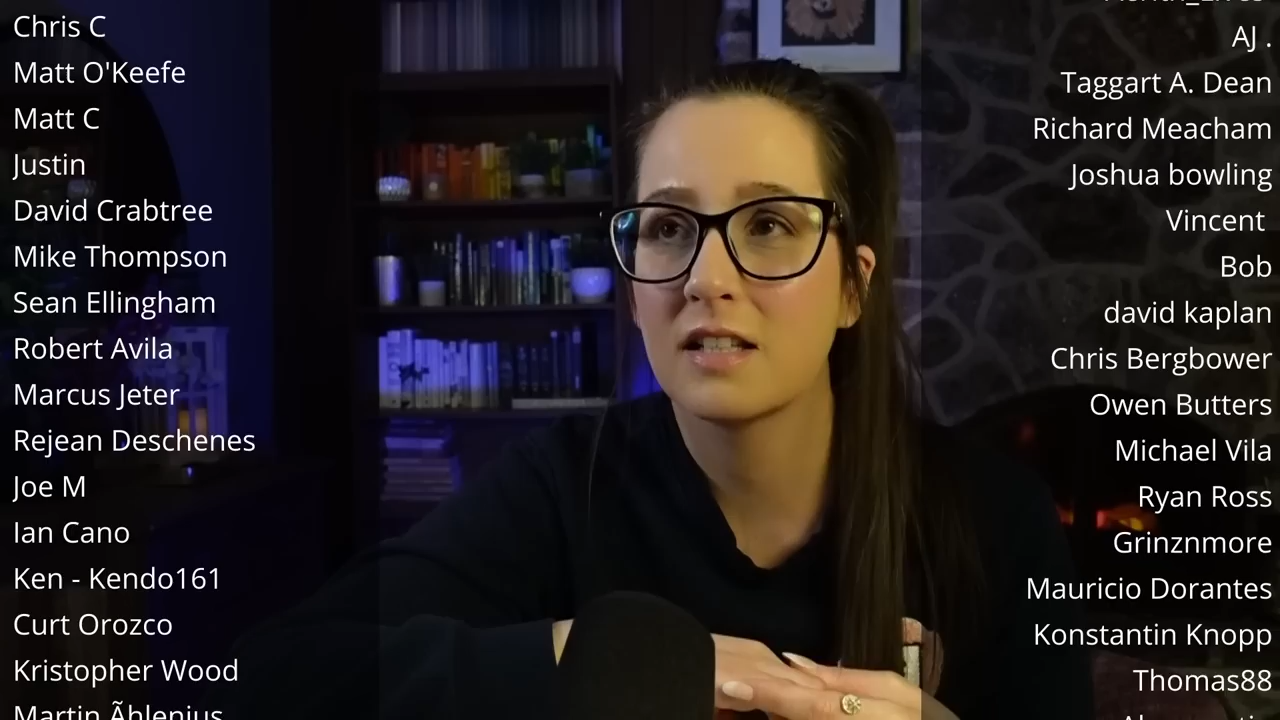 Chris C
Matt O'Keefe
Matt C
Justin
David Crabtree
Mike Thompson
Sean Ellingham
Robert Avila
Marcus Jeter
Rejean Deschenes
Joe M
Ian Cano
Ken - Kendo161
Curt Orozco
Kristopher Wood
Martin Ãhlenius
AJ .
Taggart A. Dean
Richard Meacham
Joshua bowling
Vincent
Bob
david kaplan
Chris Bergbower
Owen Butters
Michael Vila
Ryan Ross
Grinznmore
Mauricio Dorantes
Konstantin Knopp
Thomas88